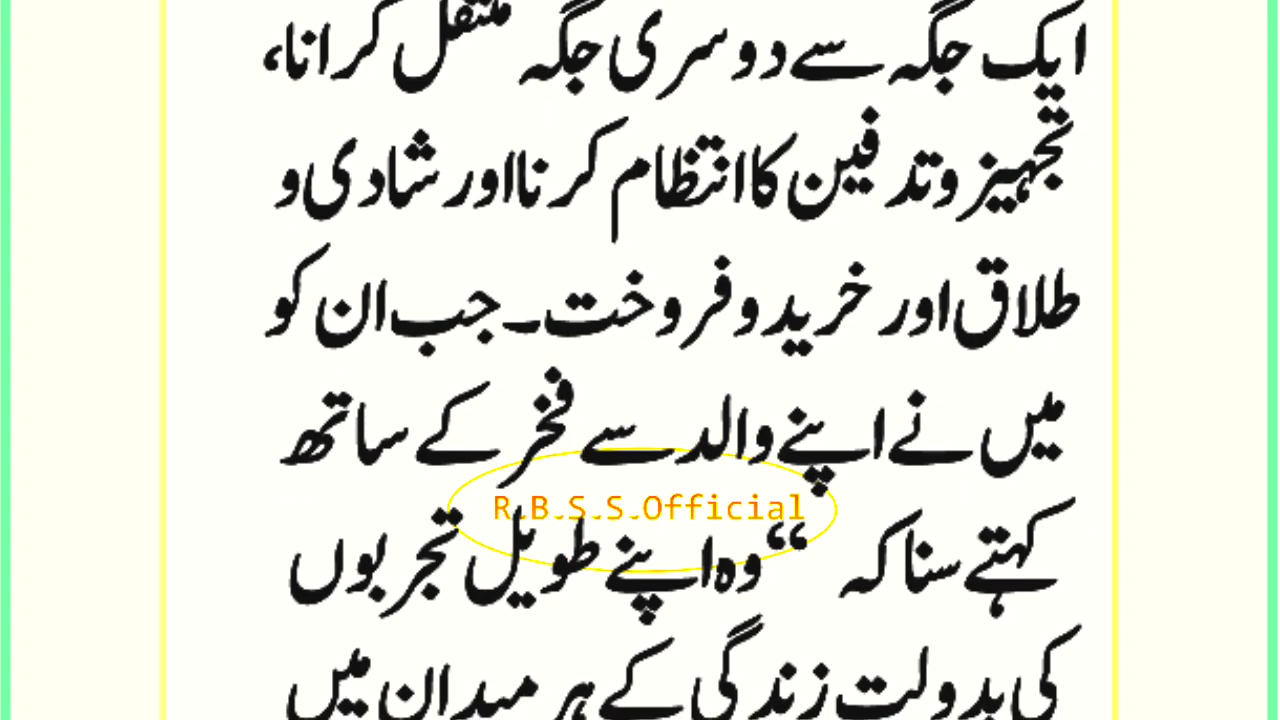 ایک جگہ سے دوسری جگہ منتقل کرانا،
تجہیز و تدفین کا انتظام کرنا اور شادی و
طلاق اور خرید و فروخت۔ جب ان کو
میں نے اپنے والد سے فخر کے ساتھ
R.B.S.S.Official
کہتے سنا کہ “وہ اپنے طویل تجربوں
کی بدولت زندگی کے ہر میدان میں